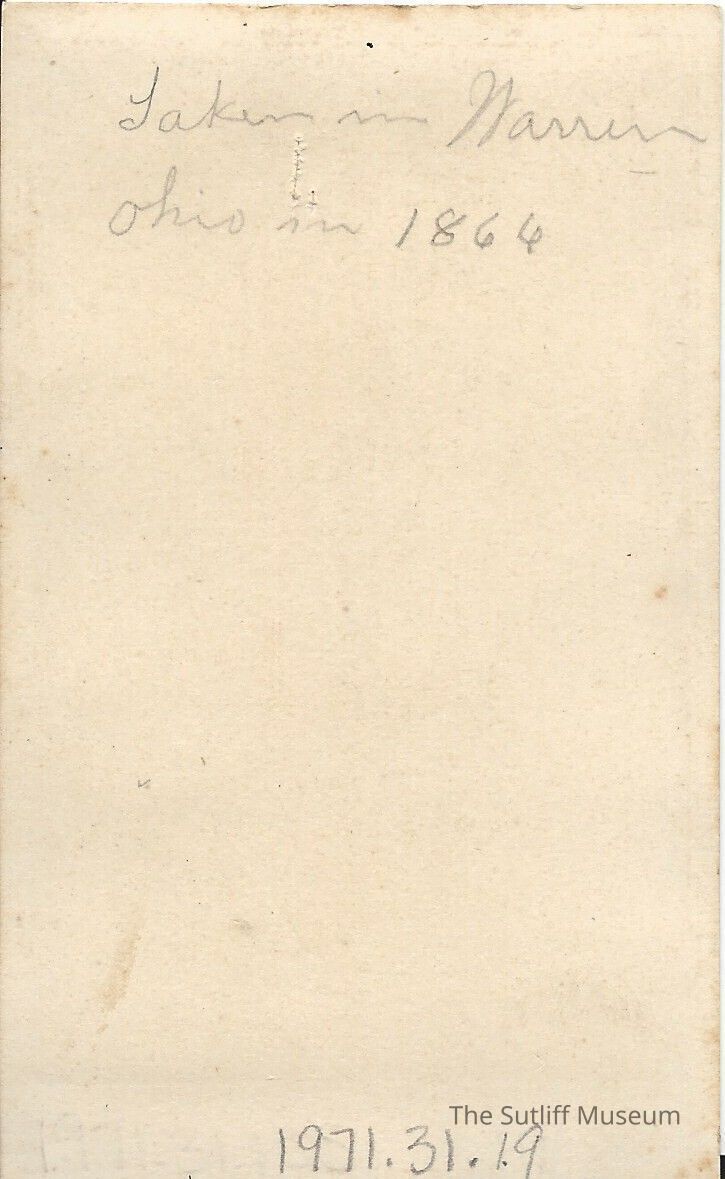 Taken in Warren
Ohio in 1864
The Sutliff Museum
1971.31.19